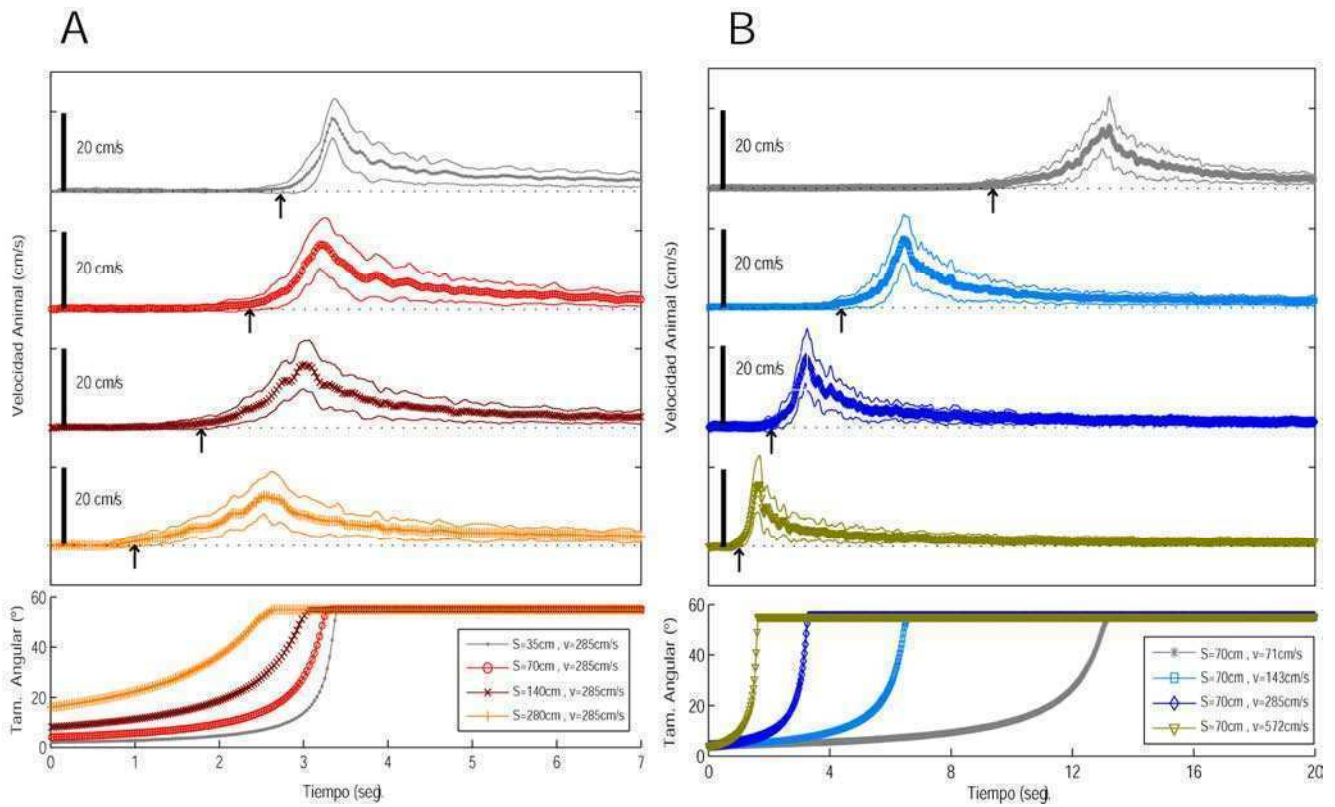 A
20 cm/s
20 cm/s
20 cm/s
20 cm/s
Velocidad Animal (cm/s)
60
40
20
0
Tam. Angular (°)
S=35cm , v=285cm/s
S=70cm , v=285cm/s
S=140cm , v=285cm/s
S=280cm , v=285cm/s
0 1 2 3 4 5 6 7
Tiempo (seg).
B
20 cm/s
20 cm/s
20 cm/s
20 cm/s
Velocidad Animal (cm/s)
60
40
20
0
Tam. Angular (°)
S=70cm , v=71cm/s
S=70cm , v=143cm/s
S=70cm , v=285cm/s
S=70cm , v=572cm/s
0 4 8 12 16 20
Tiempo (seg).